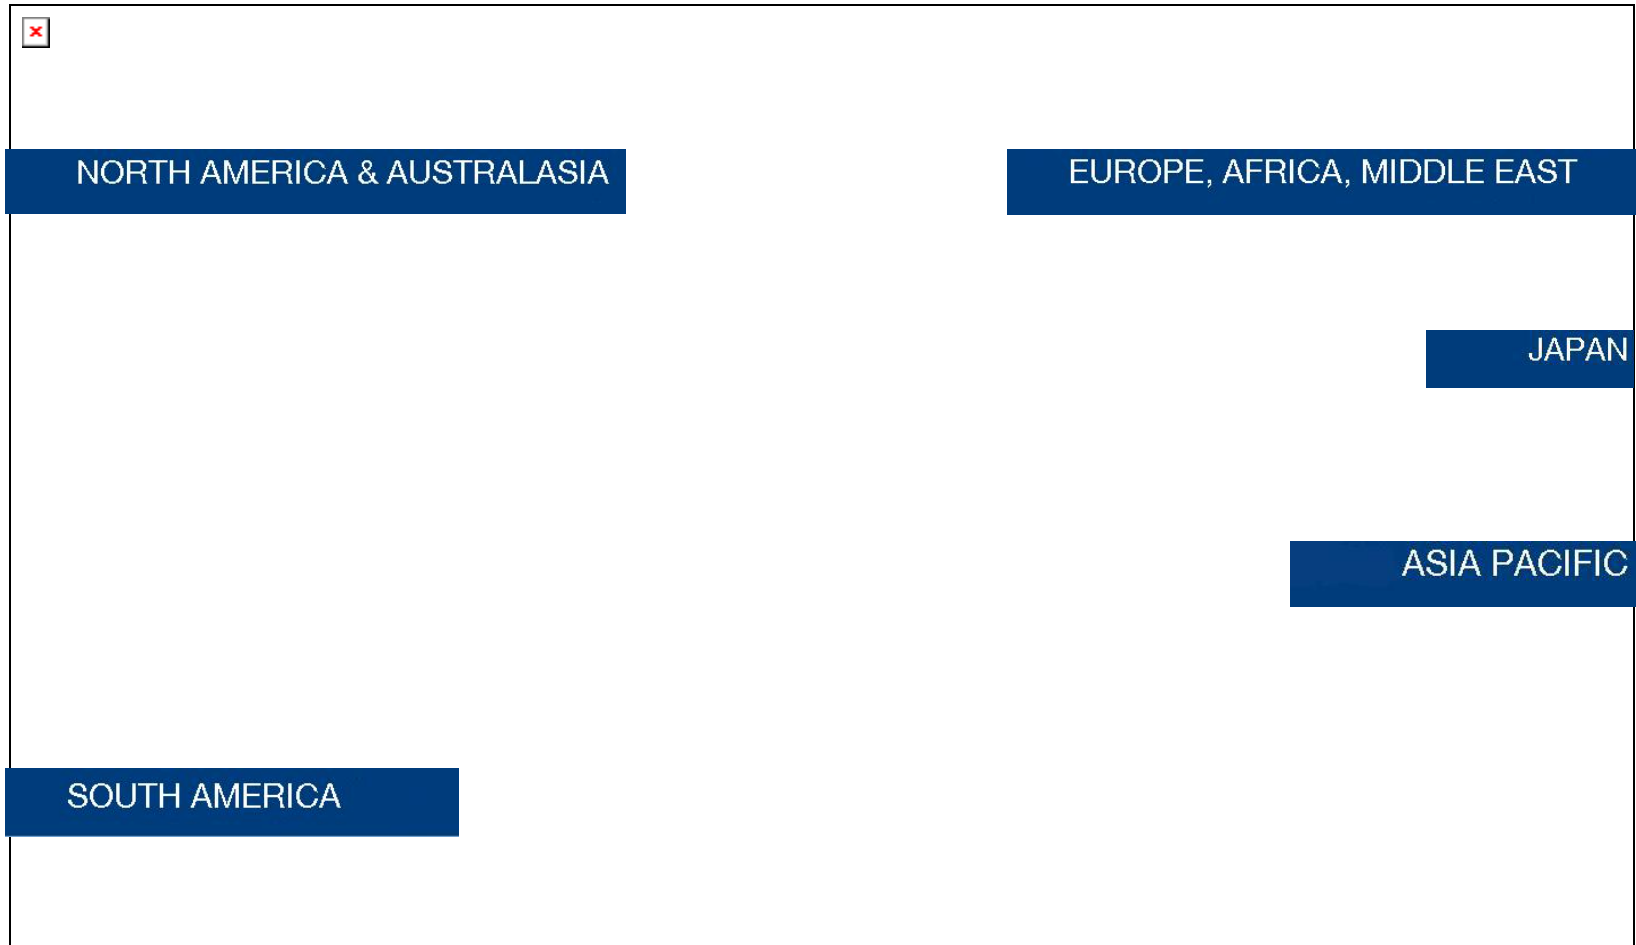 NORTH AMERICA & AUSTRALASIA
EUROPE, AFRICA, MIDDLE EAST
JAPAN
ASIA PACIFIC
SOUTH AMERICA